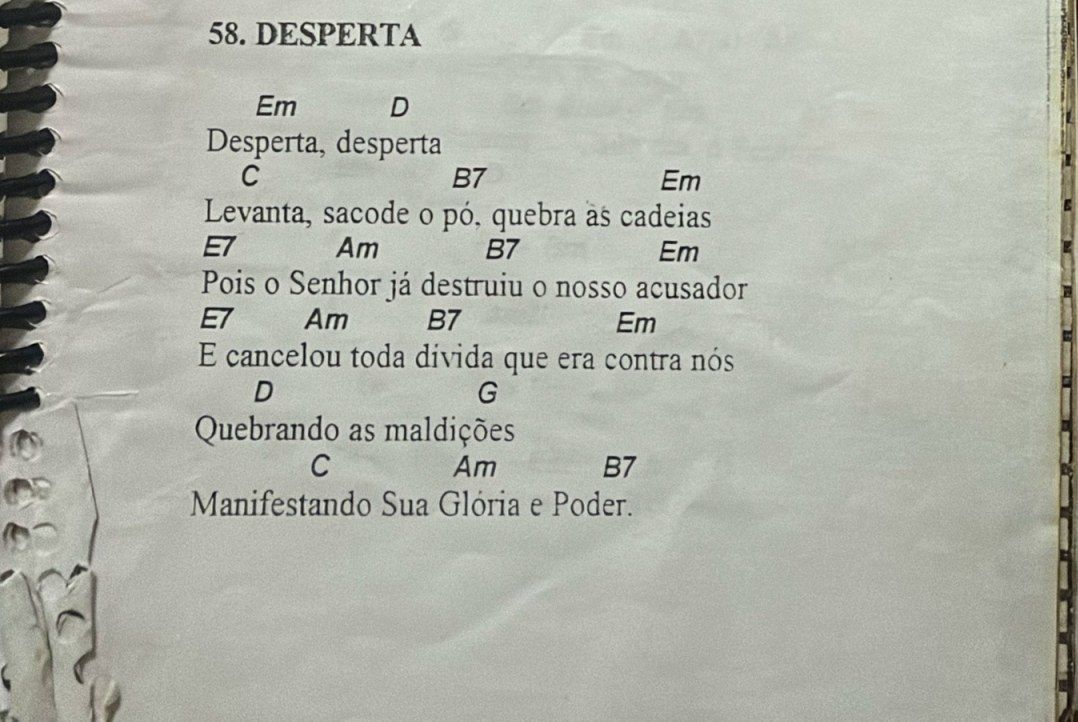 58. DESPERTA
Em D
Desperta, desperta
C B7 Em
Levanta, sacode o pó, quebra as cadeias
E7 Am B7 Em
Pois o Senhor já destruiu o nosso acusador
E7 Am B7 Em
E cancelou toda dívida que era contra nós
D G
Quebrando as maldições
C Am B7
Manifestando Sua Glória e Poder.